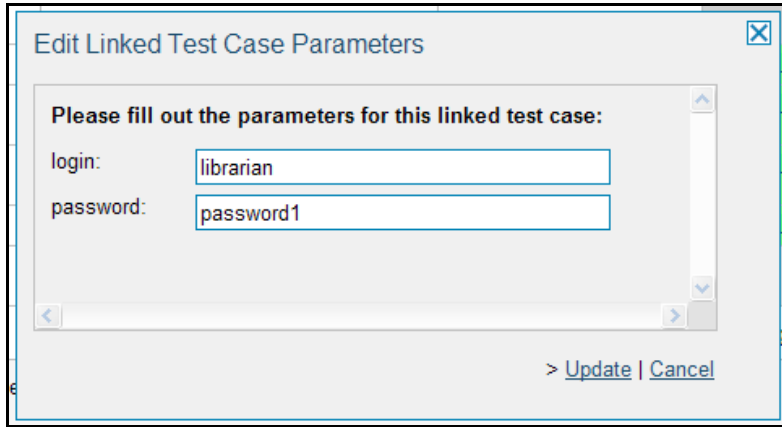 Edit Linked Test Case Parameters
Please fill out the parameters for this linked test case:
login: librarian
password: password1
> Update | Cancel
e